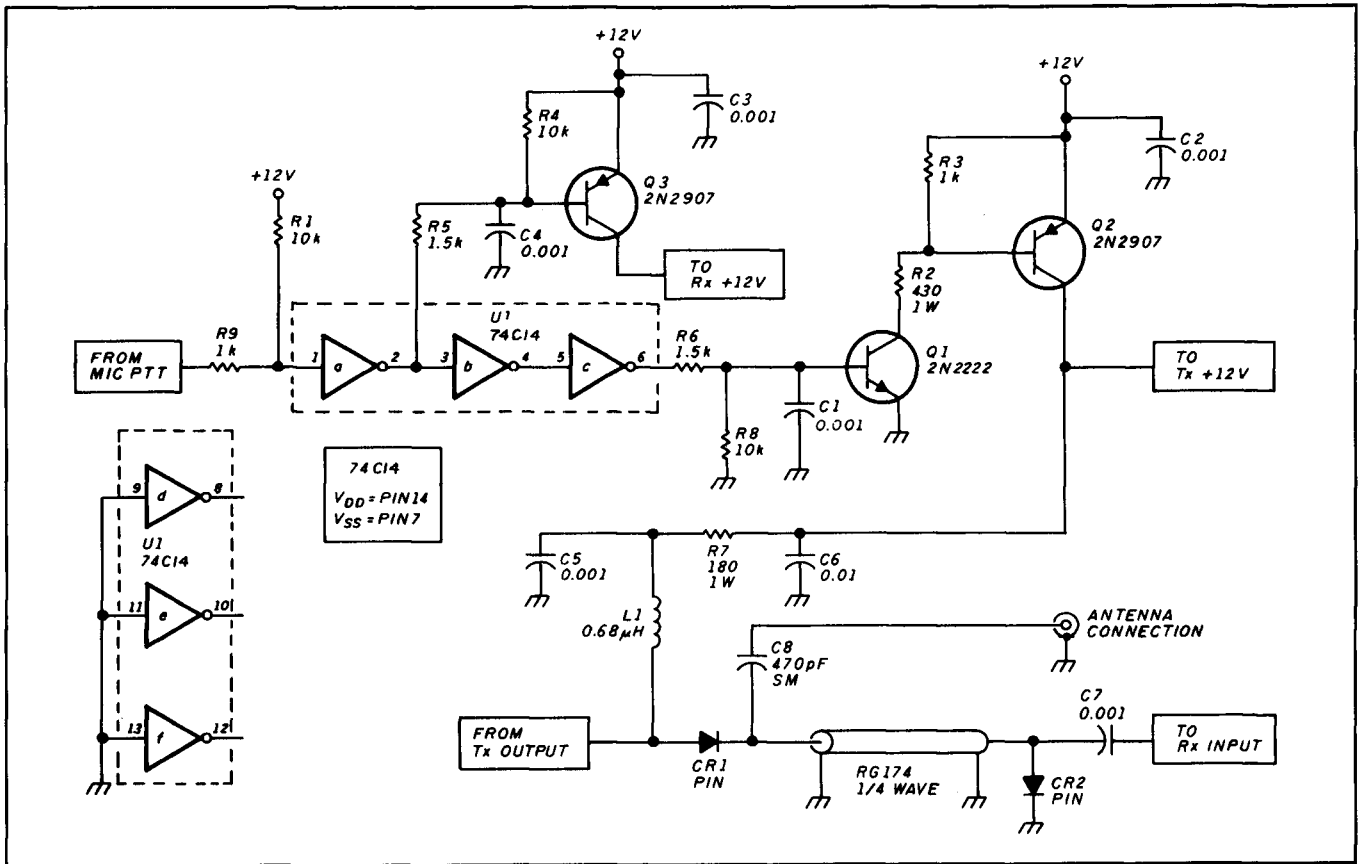 +12V
R4
10k
C3
0.001
Q3
2N2907
+12V
R1
10k
R5
1.5k
C4
0.001
TO
Rx +12V
+12V
R3
1k
C2
0.001
Q2
2N2907
R2
430
1W
FROM
MIC PTT
R9
1k
U1
74C14
1
a
2
3
b
4
5
c
6
R6
1.5k
Q1
2N2222
TO
Tx +12V
R8
10k
C1
0.001
74C14
VDD = PIN14
VSS = PIN7
9
d
8
U1
74C14
11
e
10
13
f
12
C5
0.001
R7
180
1W
C6
0.01
L1
0.68µH
C8
470pF
SM
ANTENNA
CONNECTION
FROM
Tx OUTPUT
CR1
PIN
RG174
1/4 WAVE
CR2
PIN
C7
0.001
TO
Rx INPUT